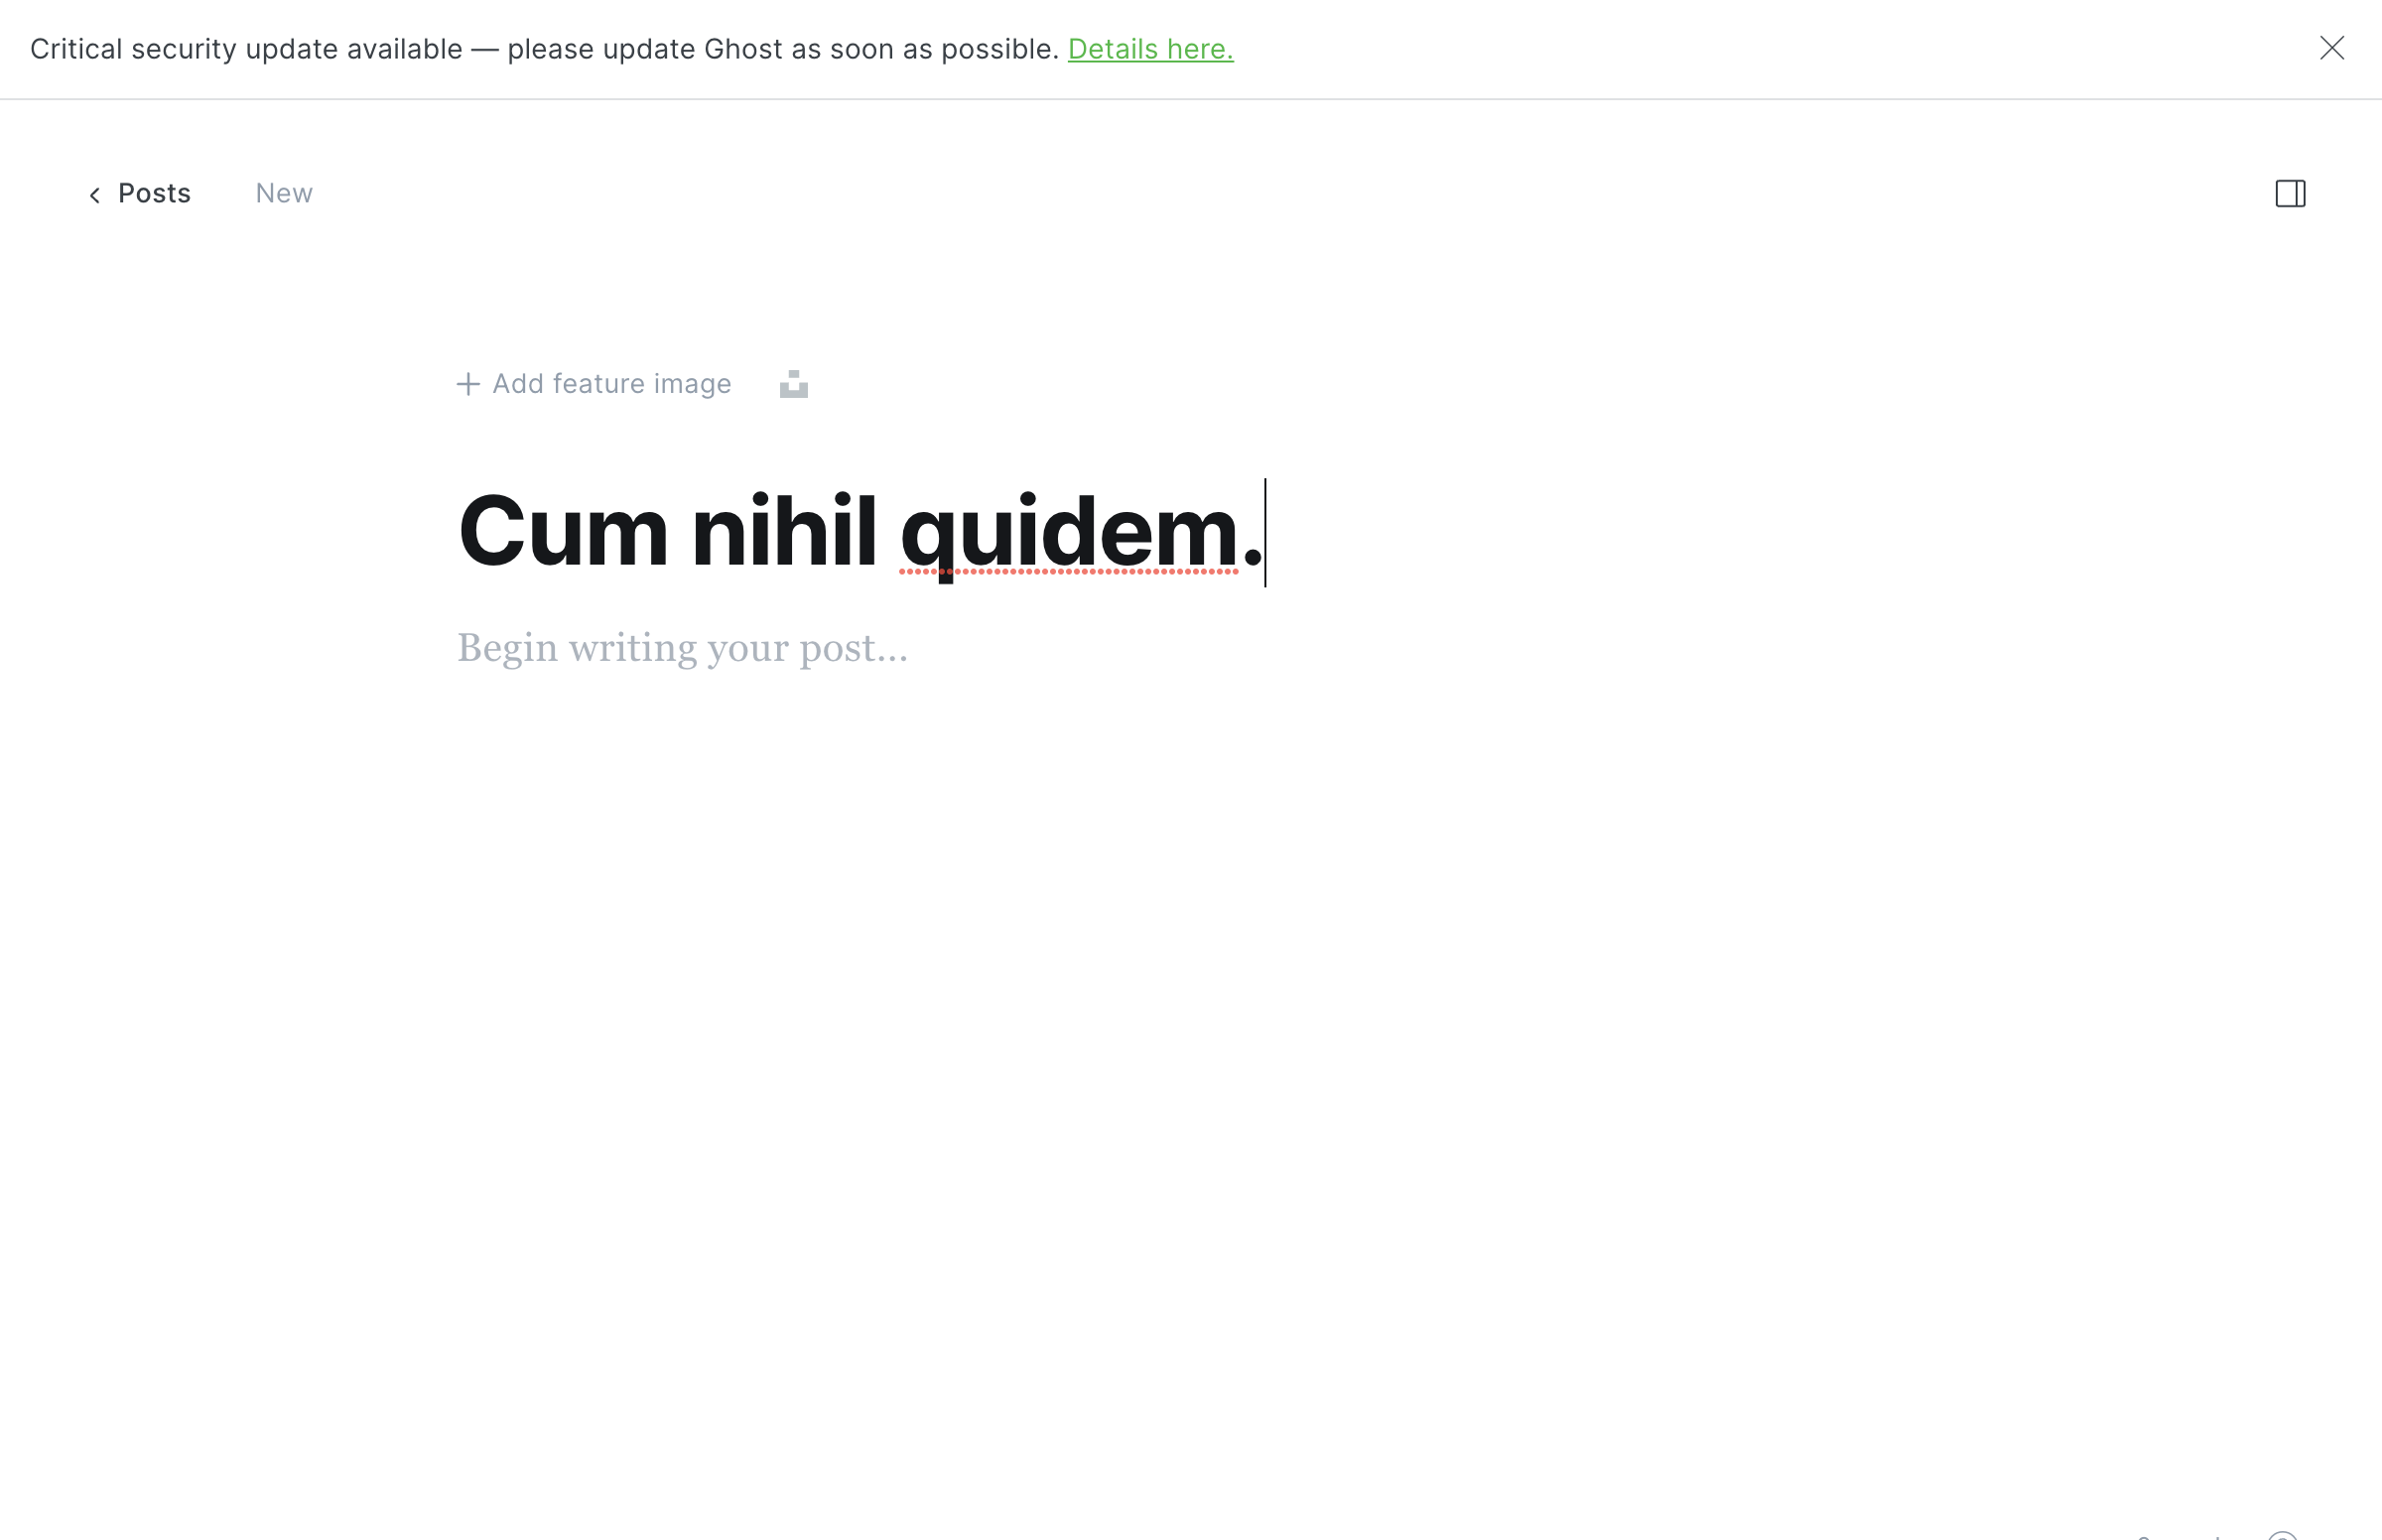 Critical security update available — please update Ghost as soon as possible. Details here.
Posts New
Add feature image
Cum nihil quidem.
Begin writing your post...